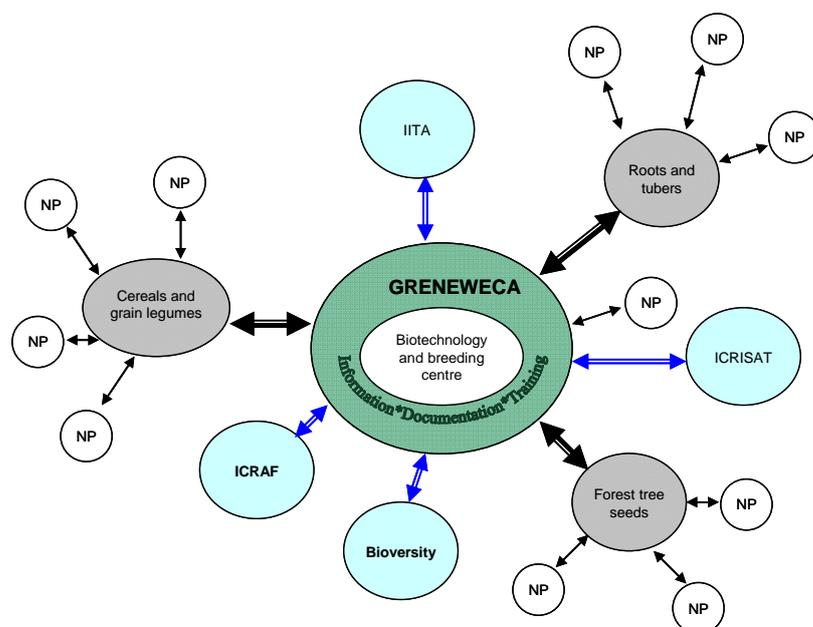 NP
NP
NP
IITA
NP
NP
Roots and
tubers
NP
GRENEWECA
Cereals and
grain legumes
NP
NP
Biotechnology
and breeding
centre
ICRISAT
Information*Documentation*Training
NP
ICRAF
Forest tree
seeds
NP
Bioversity
NP
NP